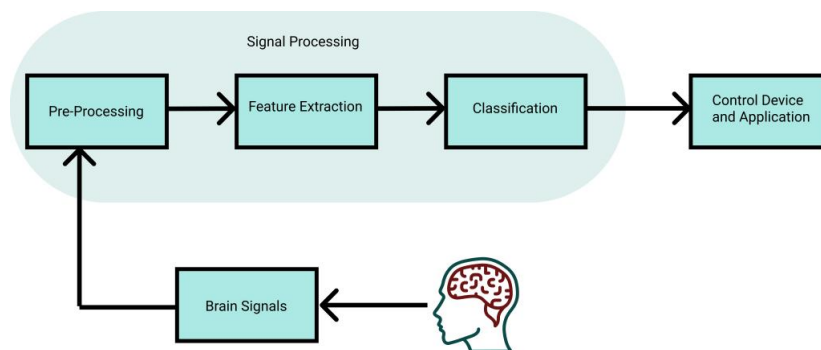 Signal Processing
Pre-Processing
Feature Extraction
Classification
Control Device
and Application
Brain Signals